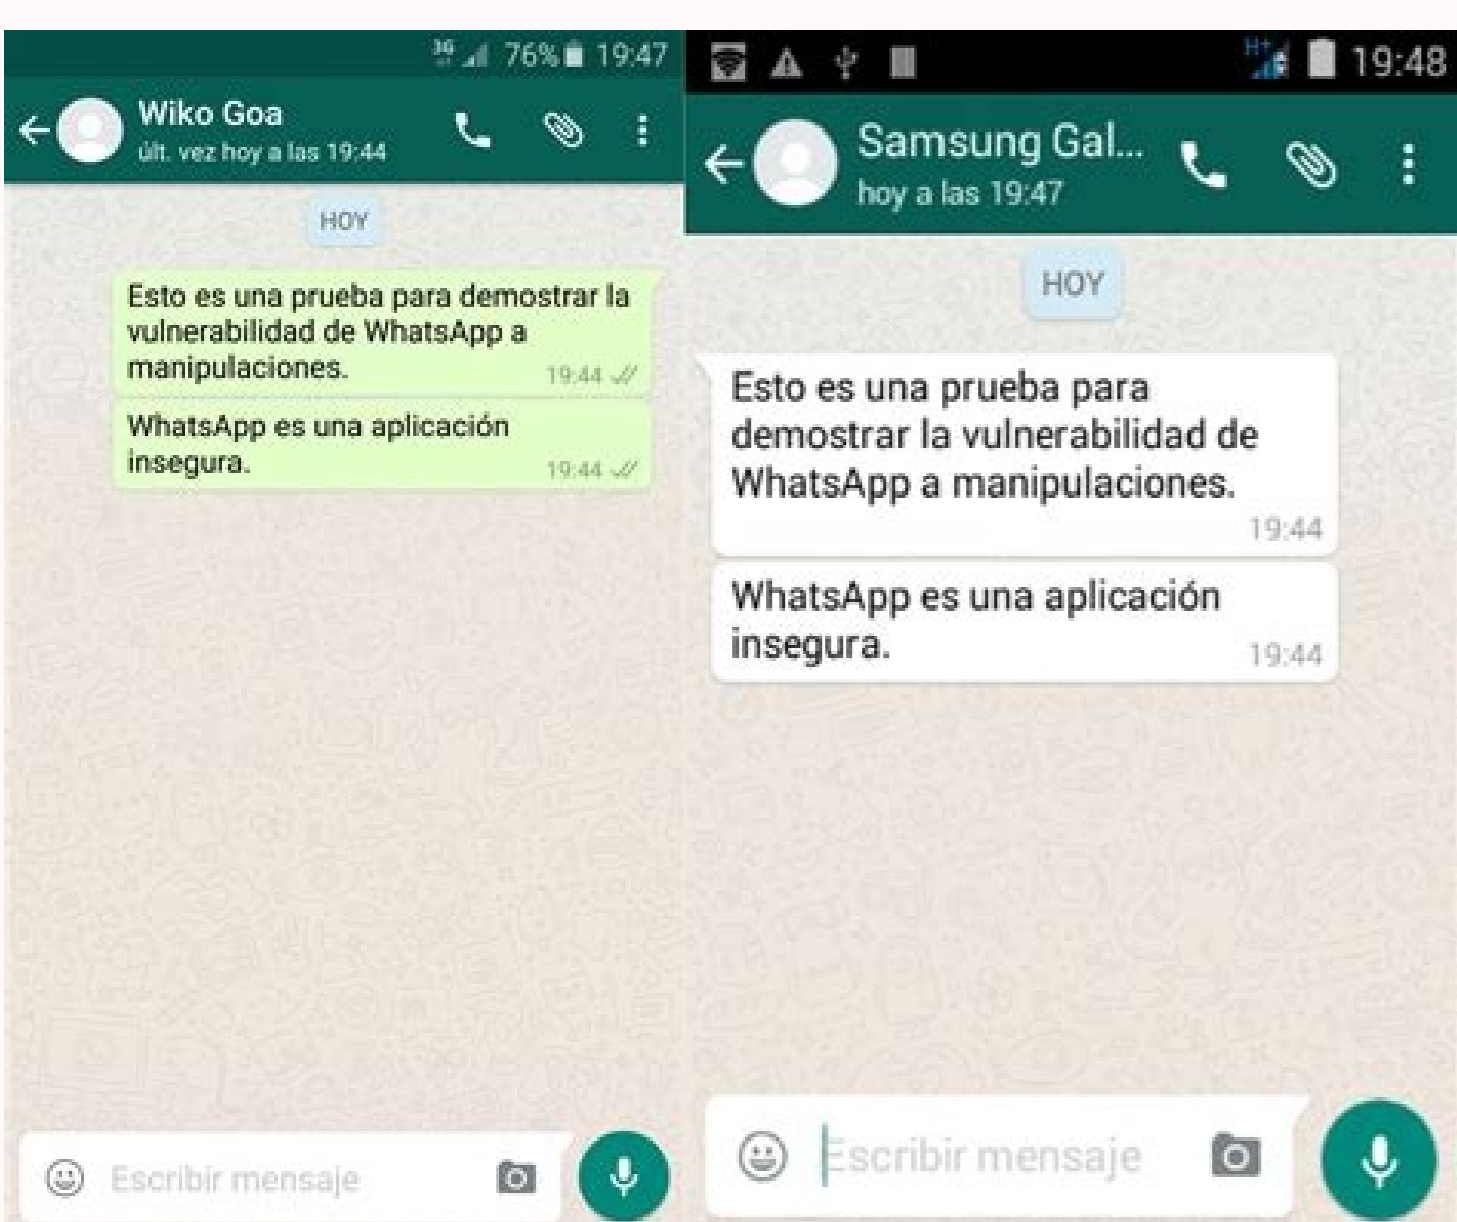 3G 76% 19:47
Wiko Goa
últ. vez hoy a las 19:44
HOY
Esto es una prueba para demostrar la
vulnerabilidad de WhatsApp a
manipulaciones.
19:44
WhatsApp es una aplicación
insegura.
19:44
Escribir mensaje
H+ 19:48
Samsung Gal...
hoy a las 19:47
HOY
Esto es una prueba para
demostrar la vulnerabilidad de
WhatsApp a manipulaciones.
19:44
WhatsApp es una aplicación
insegura.
19:44
Escribir mensaje